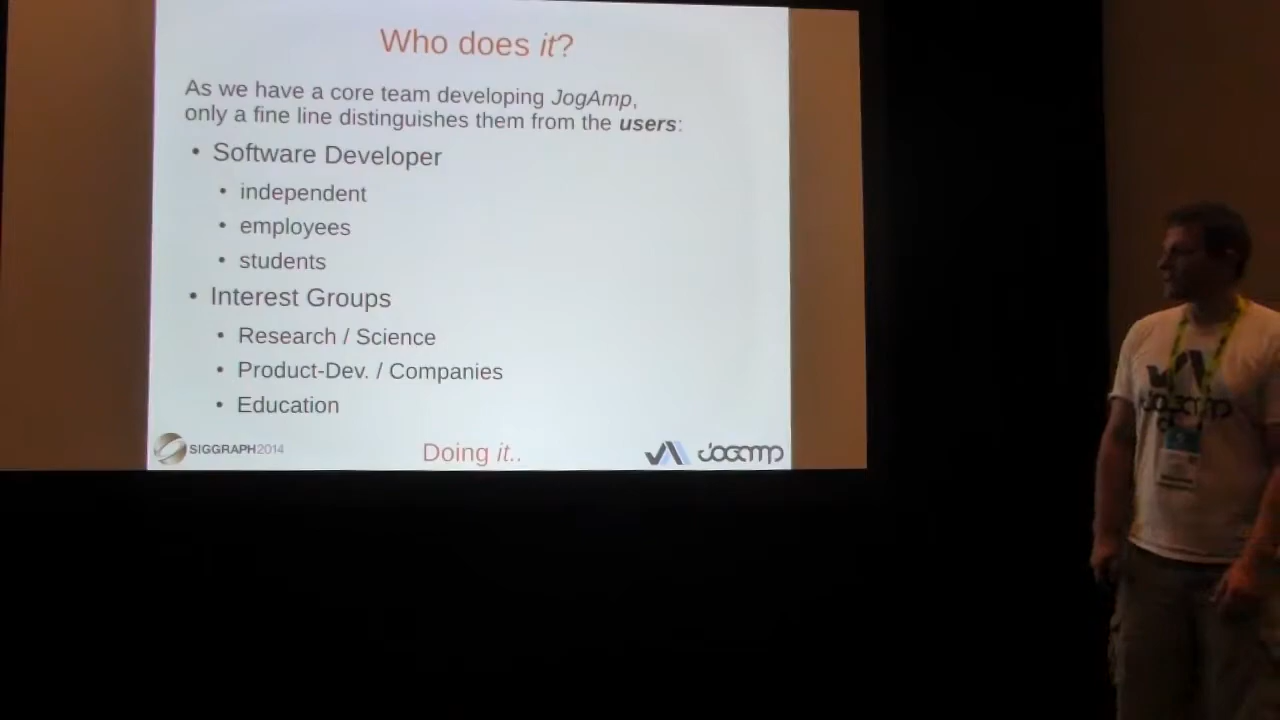 Who does it?
As we have a core team developing JogAmp,
only a fine line distinguishes them from the users:
• Software Developer
• independent
• employees
• students
• Interest Groups
• Research / Science
• Product-Dev. / Companies
• Education
SIGGRAPH2014
Doing it..
JogAmp
JogAmp